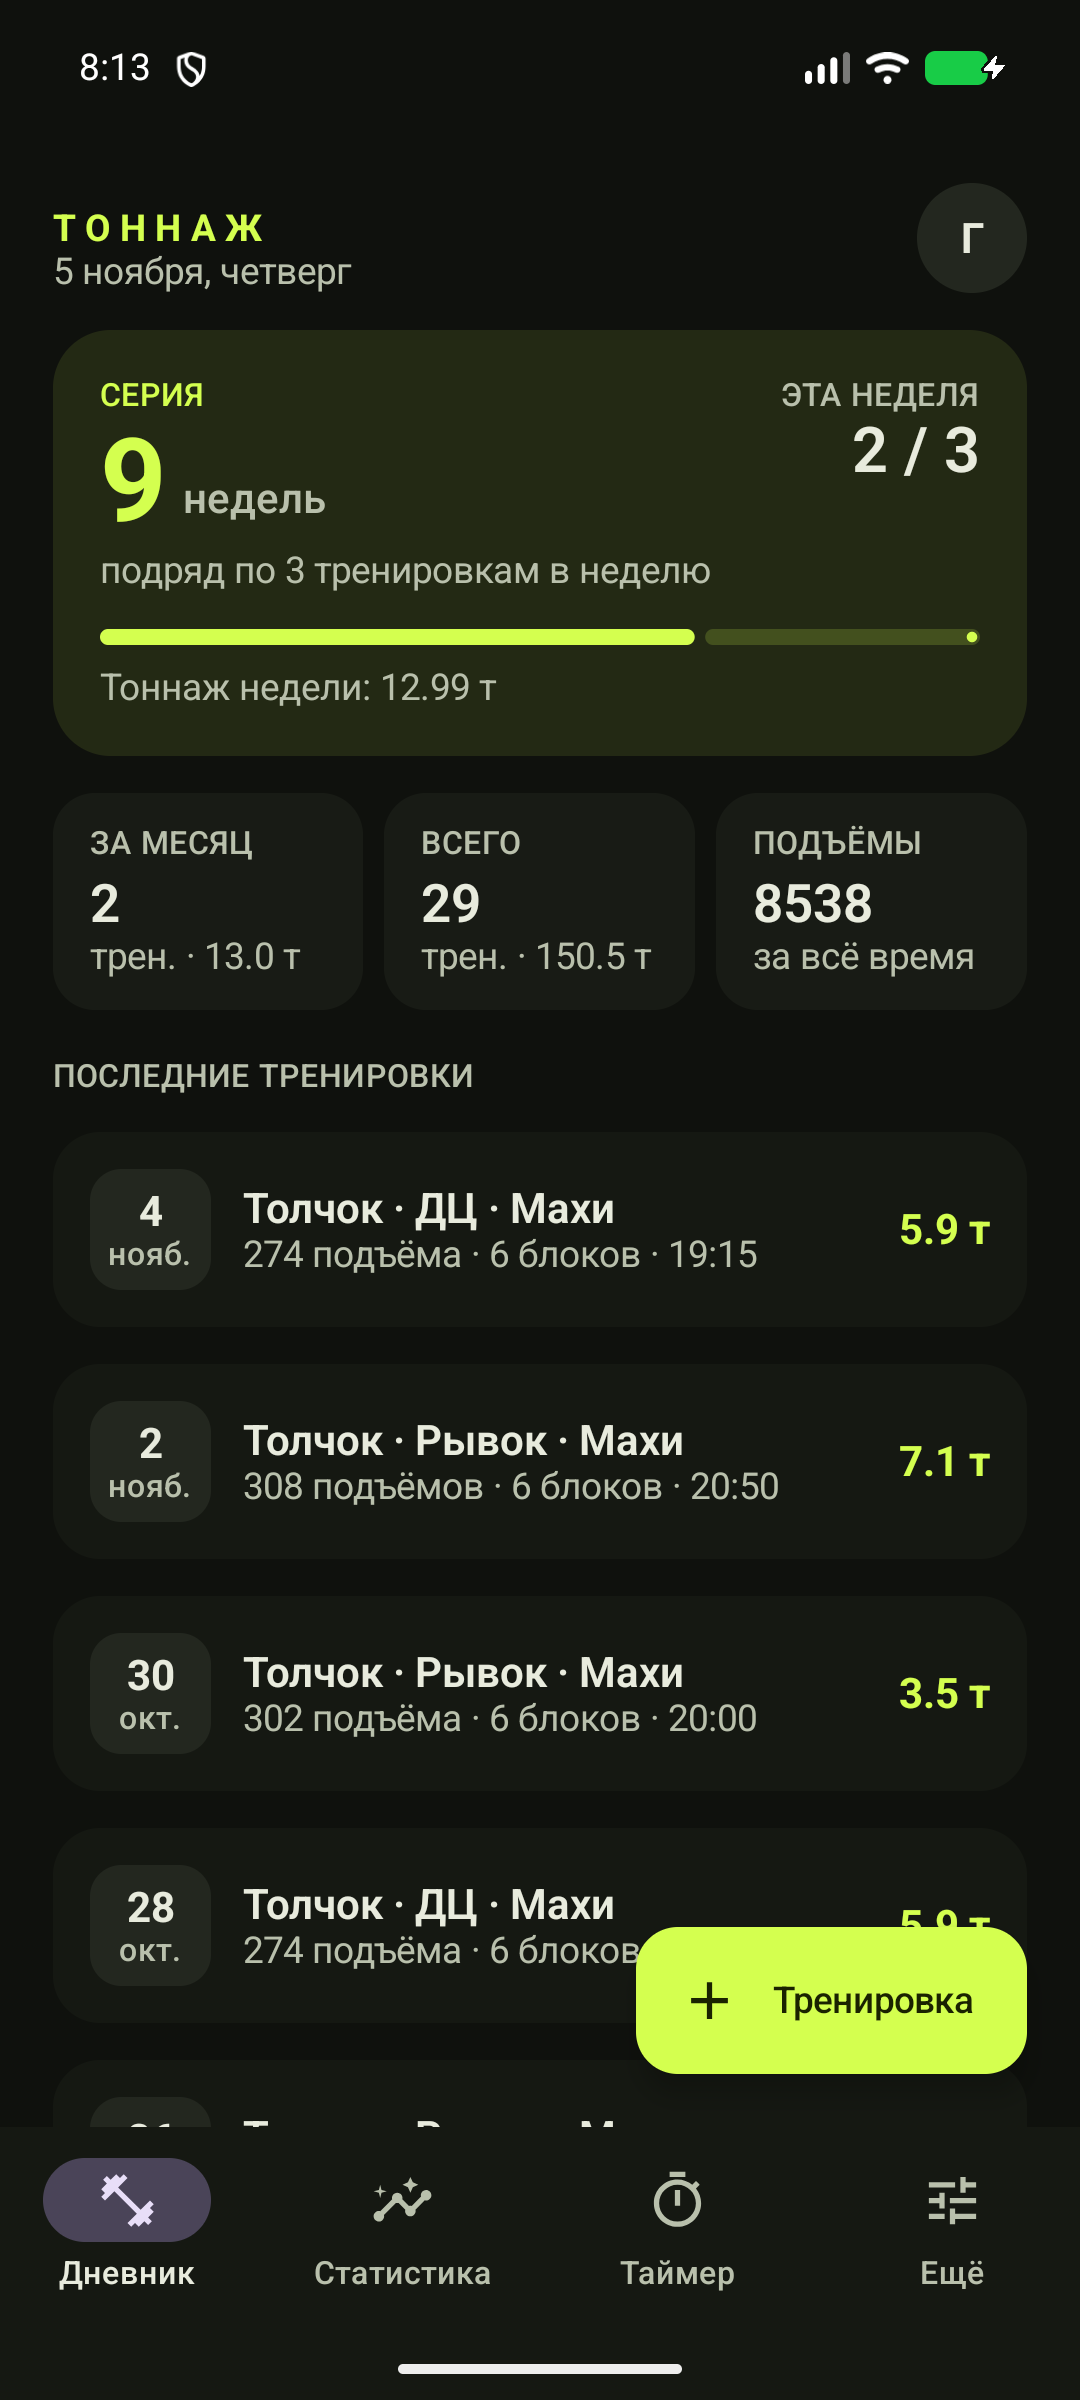 8:13
ТОННАЖ
5 ноября, четверг
Г
СЕРИЯ
ЭТА НЕДЕЛЯ
9 недель
2 / 3
подряд по 3 тренировкам в неделю
Тоннаж недели: 12.99 т
ЗА МЕСЯЦ
2
трен. · 13.0 т
ВСЕГО
29
трен. · 150.5 т
ПОДЪЁМЫ
8538
за всё время
ПОСЛЕДНИЕ ТРЕНИРОВКИ
4
нояб.
Толчок · ДЦ · Махи
274 подъёма · 6 блоков · 19:15
5.9 т
2
нояб.
Толчок · Рывок · Махи
308 подъёмов · 6 блоков · 20:50
7.1 т
30
окт.
Толчок · Рывок · Махи
302 подъёма · 6 блоков · 20:00
3.5 т
28
окт.
Толчок · ДЦ · Махи
274 подъёма · 6 блоков
5.9 т
Тренировка
Дневник
Статистика
Таймер
Ещё